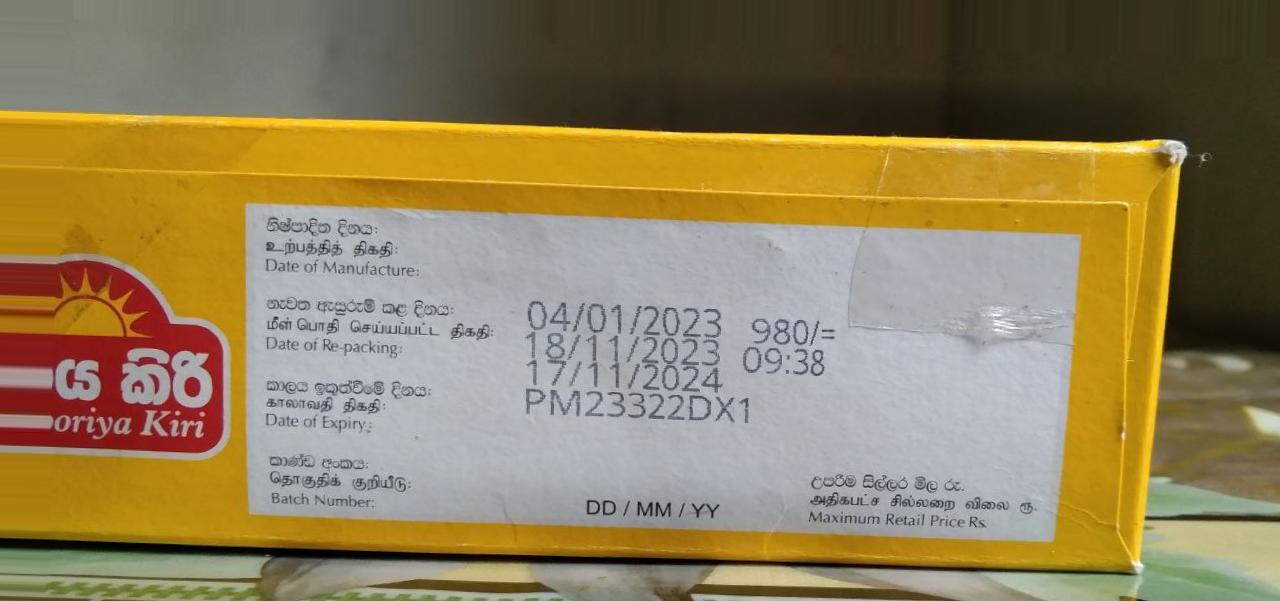 නිෂ්පාදිත දිනය:
உற்பத்தித் திகதி:
Date of Manufacture:
නැවත ඇසුරුම් කළ දිනය:
மீள் பொதி செய்யப்பட்ட திகதி:
Date of Re-packing:
04/01/2023 980/=
18/11/2023 09:38
17/11/2024
PM23322DX1
කාලය ඉකුත්වීමේ දිනය:
காலாவதி திகதி:
Date of Expiry:
කාණ්ඩ අංකය:
தொகுதிக் குறியீடு:
Batch Number:
DD / MM / YY
උපරිම සිල්ලර මිල රු.
அதிகபட்ச சில்லறை விலை ரூ.
Maximum Retail Price Rs.
ය කිරි
oriya Kiri